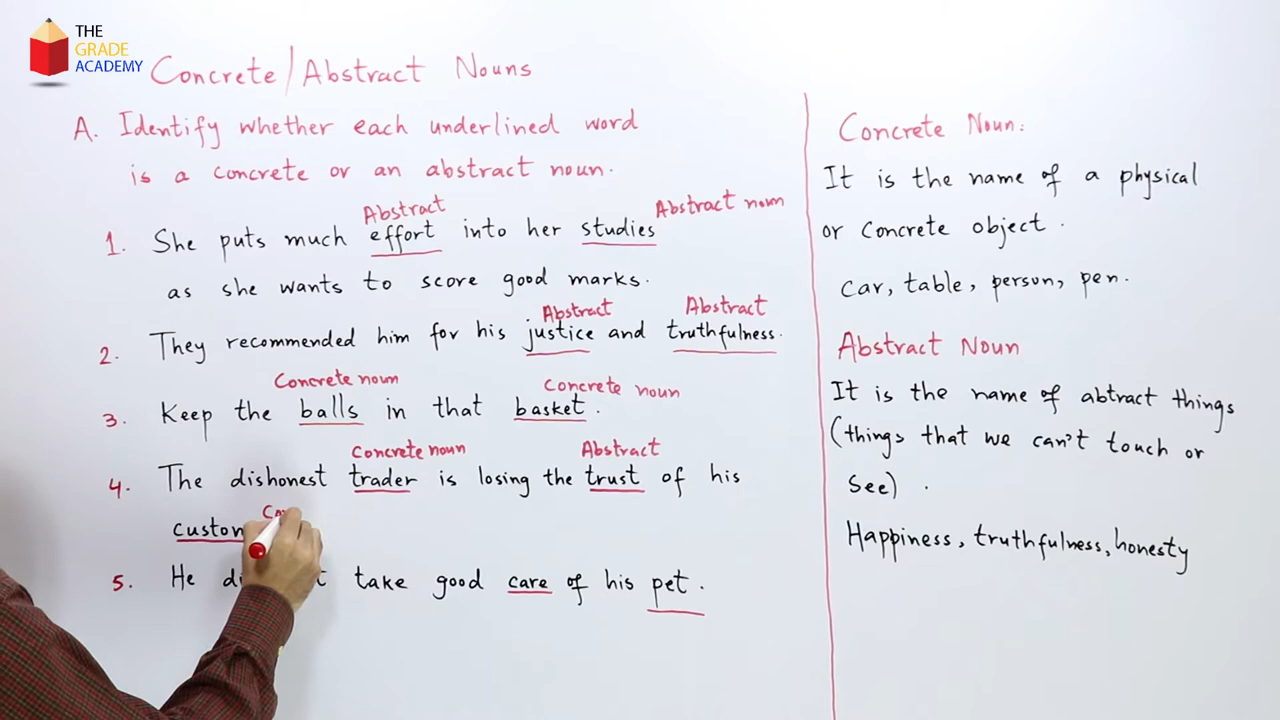 THE
GRADE
ACADEMY
Concrete/Abstract Nouns
A. Identify whether each underlined word
is a concrete or an abstract noun.
Abstract Abstract noun
1. She puts much effort into her studies
as she wants to score good marks.
Abstract Abstract
2. They recommended him for his justice and truthfulness.
Concrete noun Concrete noun
3. Keep the balls in that basket.
Concrete noun Abstract
4. The dishonest trader is losing the trust of his
5. He take good care of his pet.
Concrete Noun:
It is the name of a physical
or concrete object.
car, table, person, pen.
Abstract Noun
It is the name of abtract things
(things that we can't touch or
see).
Happiness, truthfulness, honesty